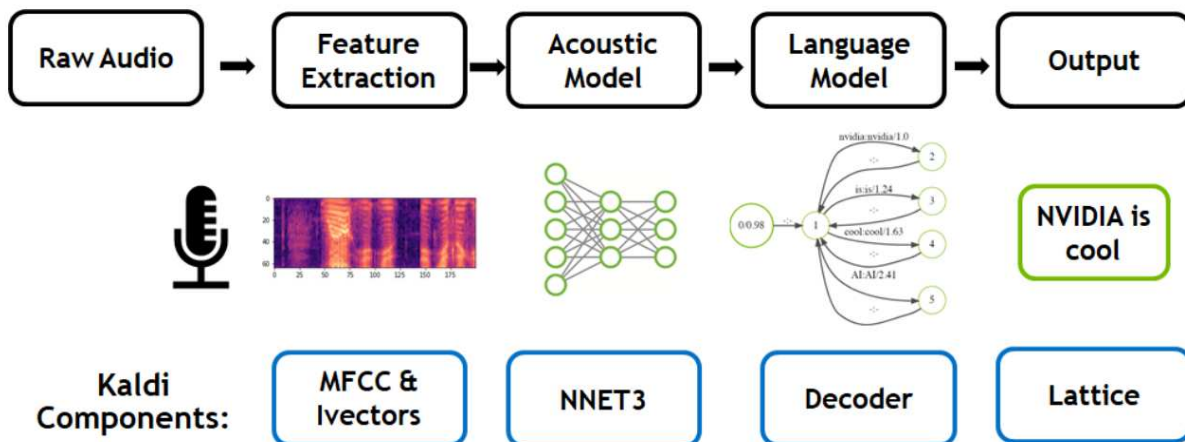 Raw Audio
Feature
Extraction
Acoustic
Model
Language
Model
Output
0
20
40
60
0 25 50 75 100 125 150 175
0/0.98
-:-
1
nvidia:nvidia/1.0
-:-
2
is:is/1.24
-:-
3
cool:cool/1.63
-:-
4
AI:AI/2.41
-:-
5
NVIDIA is
cool
Kaldi
Components:
MFCC &
Ivectors
NNET3
Decoder
Lattice